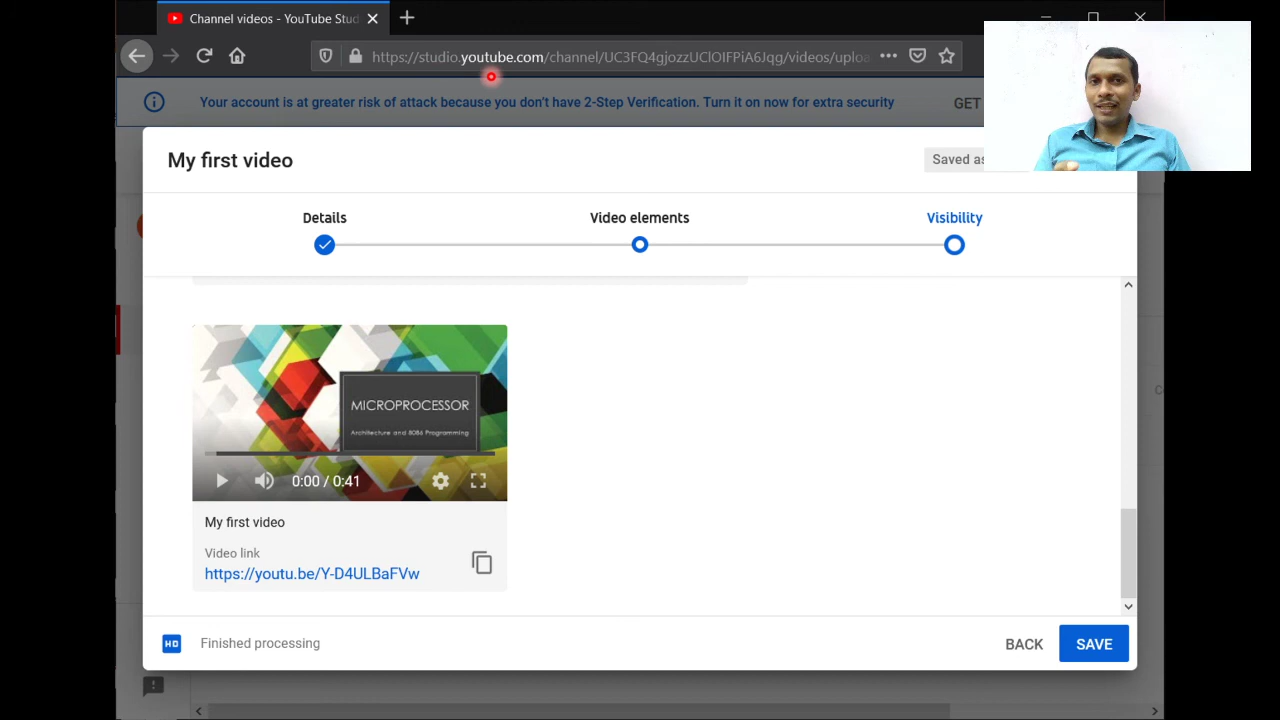 Channel videos - YouTube Stud
https://studio.youtube.com/channel/UC3FQ4gjozzUClOIFPiA6Jqg/videos/uploa
Your account is at greater risk of attack because you don't have 2-Step Verification. Turn it on now for extra security
GET
My first video
Saved as
Details
Video elements
Visibility
MICROPROCESSOR
Architecture and 8086 Programming
0:00 / 0:41
My first video
Video link
https://youtu.be/Y-D4ULBaFVw
HD
Finished processing
BACK
SAVE